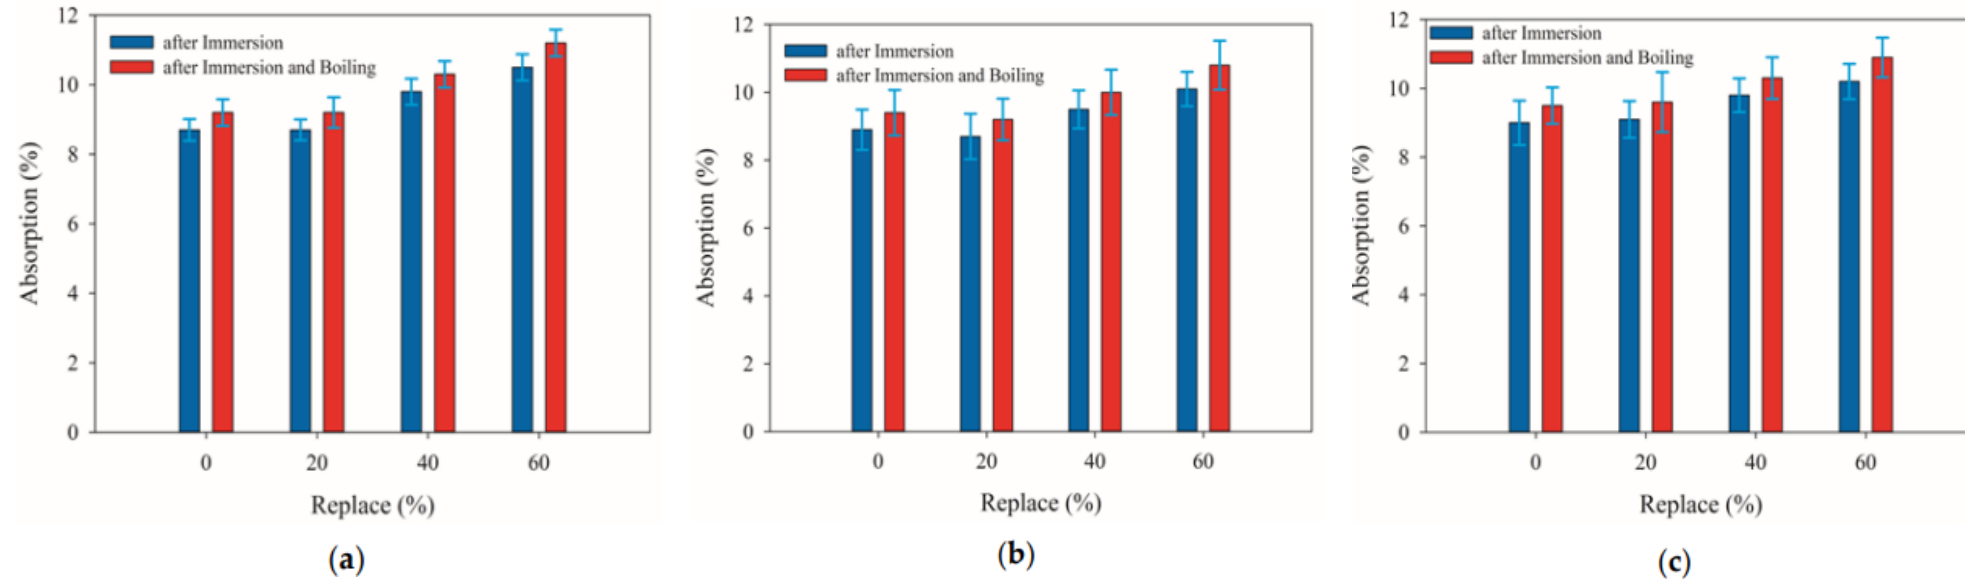 12
10
8
6
4
2
0
Absorption (%)
after Immersion
after Immersion and Boiling
0 20 40 60
Replace (%)
(a)
12
10
8
6
4
2
0
Absorption (%)
after Immersion
after Immersion and Boiling
0 20 40 60
Replace (%)
(b)
12
10
8
6
4
2
0
Absorption (%)
after Immersion
after Immersion and Boiling
0 20 40 60
Replace (%)
(c)